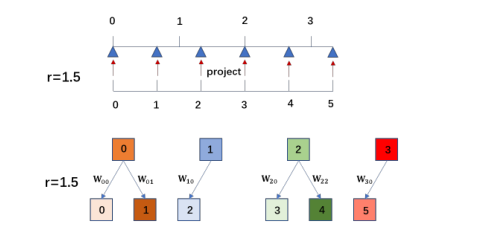 0 1 2 3
r=1.5
project
0 1 2 3 4 5
0 1 2 3
r=1.5
W₀₀ W₀₁ W₁₀ W₂₀ W₂₂ W₃₀
0 1 2 3 4 5